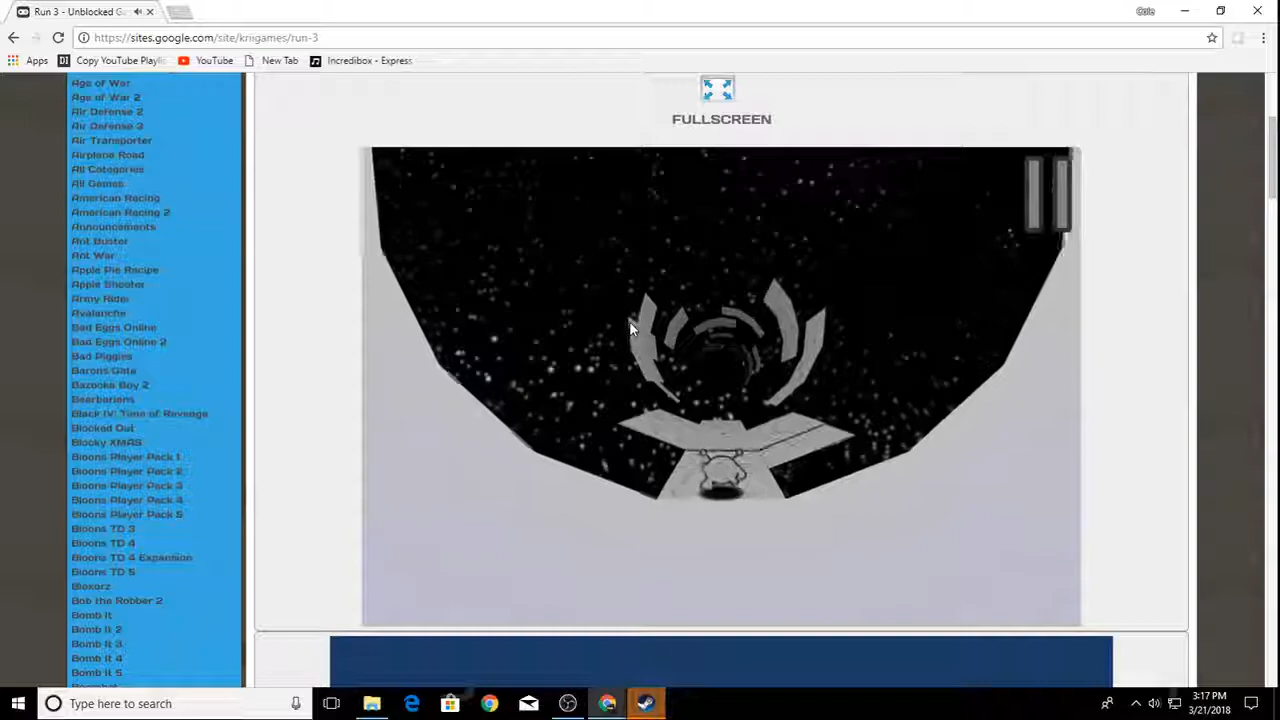 Run 3 - Unblocked G
Cole
https://sites.google.com/site/kriigames/run-3
Apps
Copy YouTube Playli
YouTube
New Tab
Incredibox - Express
FULLSCREEN
Age of War
Age of War 2
Air Defense 2
Air Defense 3
Air Transporter
Airplane Road
All Categories
All Games
American Racing
American Racing 2
Announcements
Ant Buster
Ant War
Apple Pie Recipe
Apple Shooter
Army Rider
Avalanche
Bad Eggs Online
Bad Eggs Online 2
Bad Piggies
Barons Gate
Bazooka Boy 2
Bearbarians
Black IV: Time of Revenge
Blocked Out
Blocky XMAS
Bloons Player Pack 1
Bloons Player Pack 2
Bloons Player Pack 3
Bloons Player Pack 4
Bloons Player Pack 5
Bloons TD 3
Bloons TD 4
Bloons TD 4 Expansion
Bloons TD 5
Bloxorz
Bob the Robber 2
Bomb It
Bomb It 2
Bomb It 3
Bomb It 4
Bomb It 5
Type here to search
3:17 PM
3/21/2018